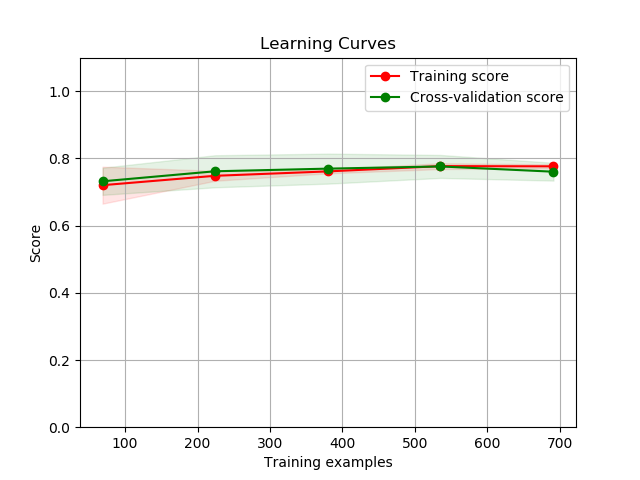 Learning Curves
Training score
Cross-validation score
1.0
0.8
0.6
0.4
0.2
0.0
Score
100 200 300 400 500 600 700
Training examples